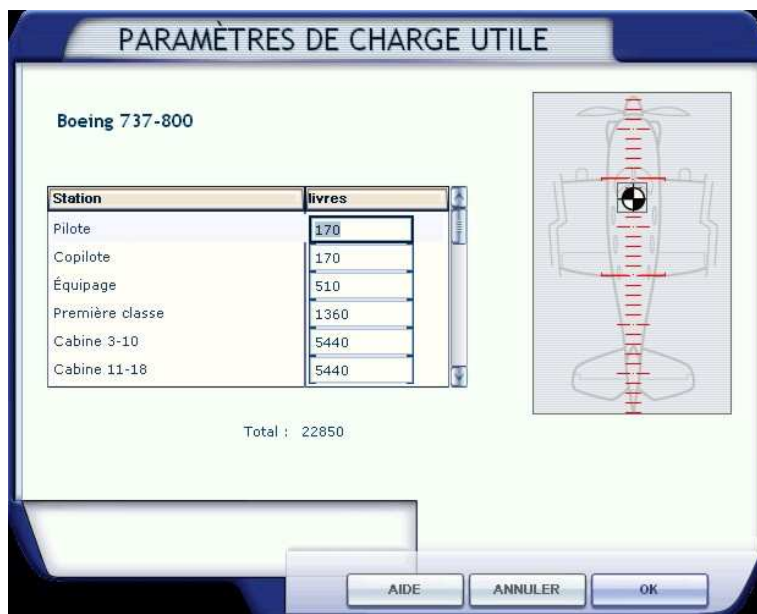 PARAMÈTRES DE CHARGE UTILE
Boeing 737-800
Station livres
Pilote 170
Copilote 170
Équipage 510
Première classe 1360
Cabine 3-10 5440
Cabine 11-18 5440
Total : 22850
AIDE ANNULER OK